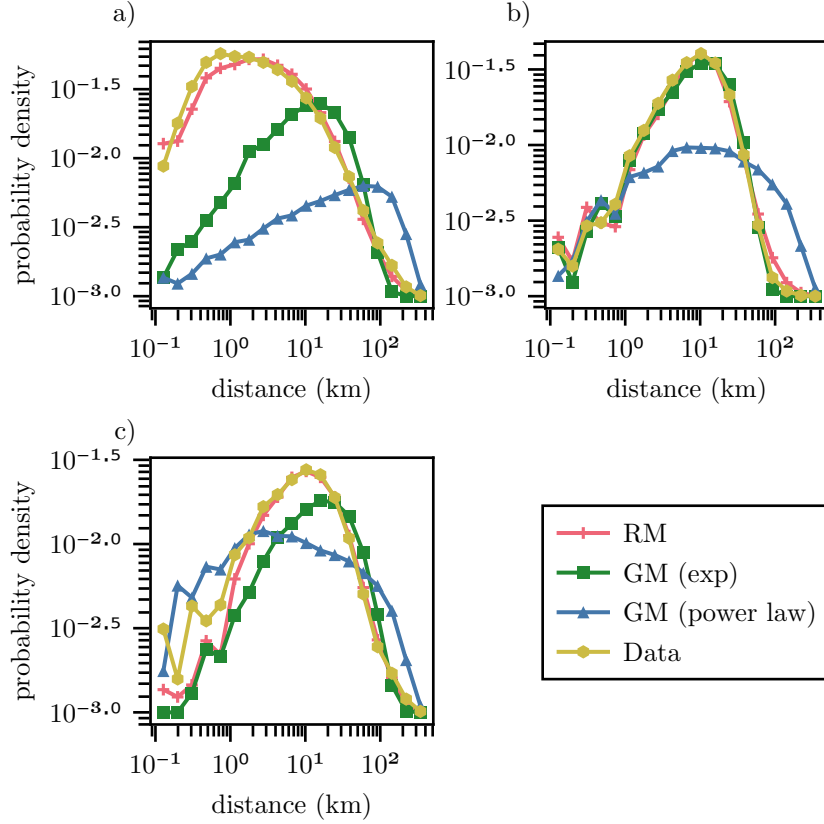 a)
probability density
10^−1.5
10^−2.0
10^−2.5
10^−3.0
10^−1
10^0
10^1
10^2
distance (km)
b)
10^−1.5
10^−2.0
10^−2.5
10^−3.0
10^−1
10^0
10^1
10^2
distance (km)
c)
probability density
10^−1.5
10^−2.0
10^−2.5
10^−3.0
10^−1
10^0
10^1
10^2
distance (km)
RM
GM (exp)
GM (power law)
Data